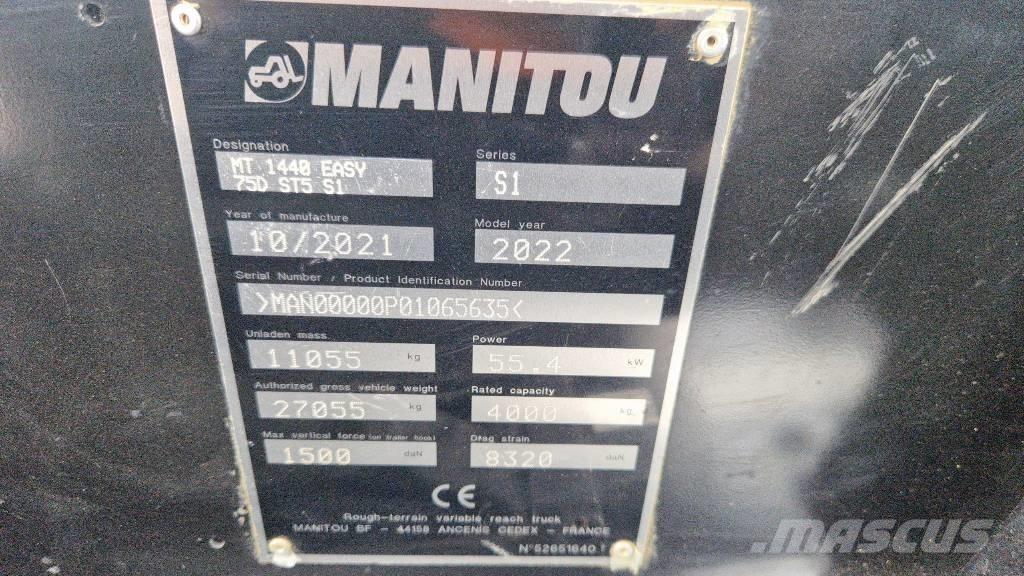 MANITOU
Designation
MT 1440 EASY
75D ST5 S1
Series
S1
Year of manufacture
10/2021
Model year
2022
Serial Number / Product Identification Number
>MAN00000P01065635<
Unladen mass
11055 kg
Power
55.4 kW
Authorized gross vehicle weight
27055 kg
Rated capacity
4000 kg
Max vertical force (on trailer hook)
1500 daN
Drag strain
8320 daN
CE
Rough-terrain variable reach truck
MANITOU BF - 44158 ANCENIS CEDEX - FRANCE
N°52651640
MASCUS